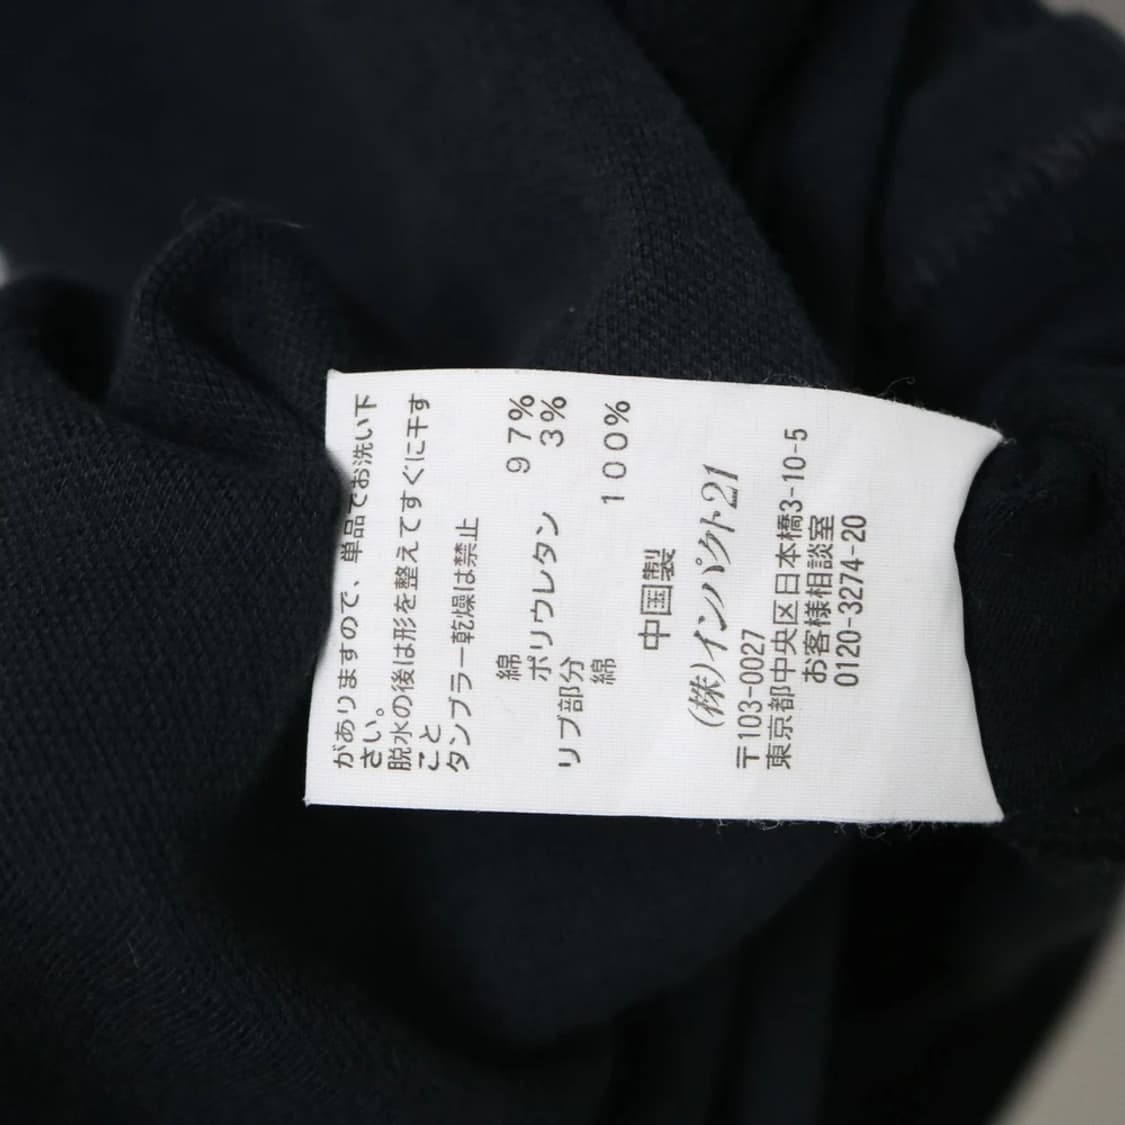 がありますので、単品でお洗い下
さい。
脱水の後は形を整えてすぐに干す
こと
タンブラー乾燥は禁止
綿 97%
ポリウレタン 3%
リブ部分
綿 100%
中国製
(株)インパクト21
〒103-0027
東京都中央区日本橋3-10-5
お客様相談室
0120-3274-20